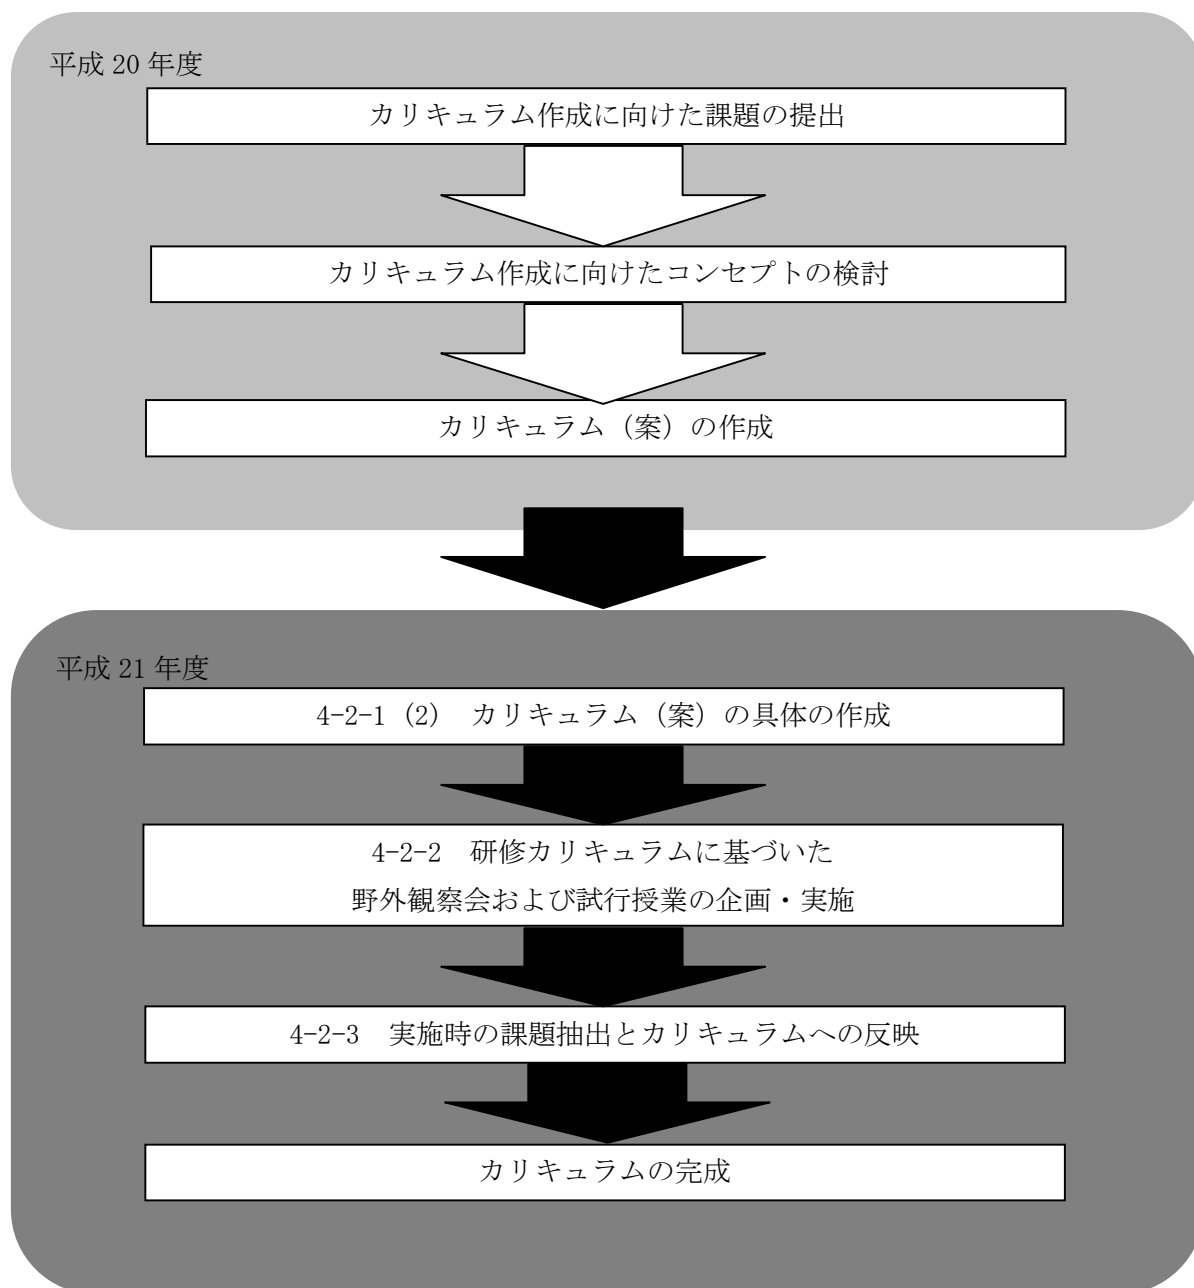 平成 20 年度
カリキュラム作成に向けた課題の提出
カリキュラム作成に向けたコンセプトの検討
カリキュラム（案）の作成
平成 21 年度
4-2-1（2）　カリキュラム（案）の具体の作成
4-2-2　研修カリキュラムに基づいた
野外観察会および試行授業の企画・実施
4-2-3　実施時の課題抽出とカリキュラムへの反映
カリキュラムの完成